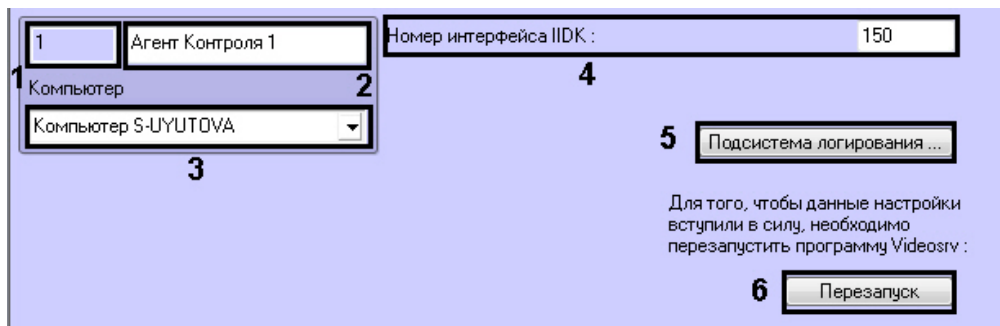 1 Агент Контроля 1
Номер интерфейса IIDK : 150
1
2
4
Компьютер
Компьютер S-UYUTOVA
3
5
Подсистема логирования ...
Для того, чтобы данные настройки
вступили в силу, необходимо
перезапустить программу Videosrv :
6
Перезапуск